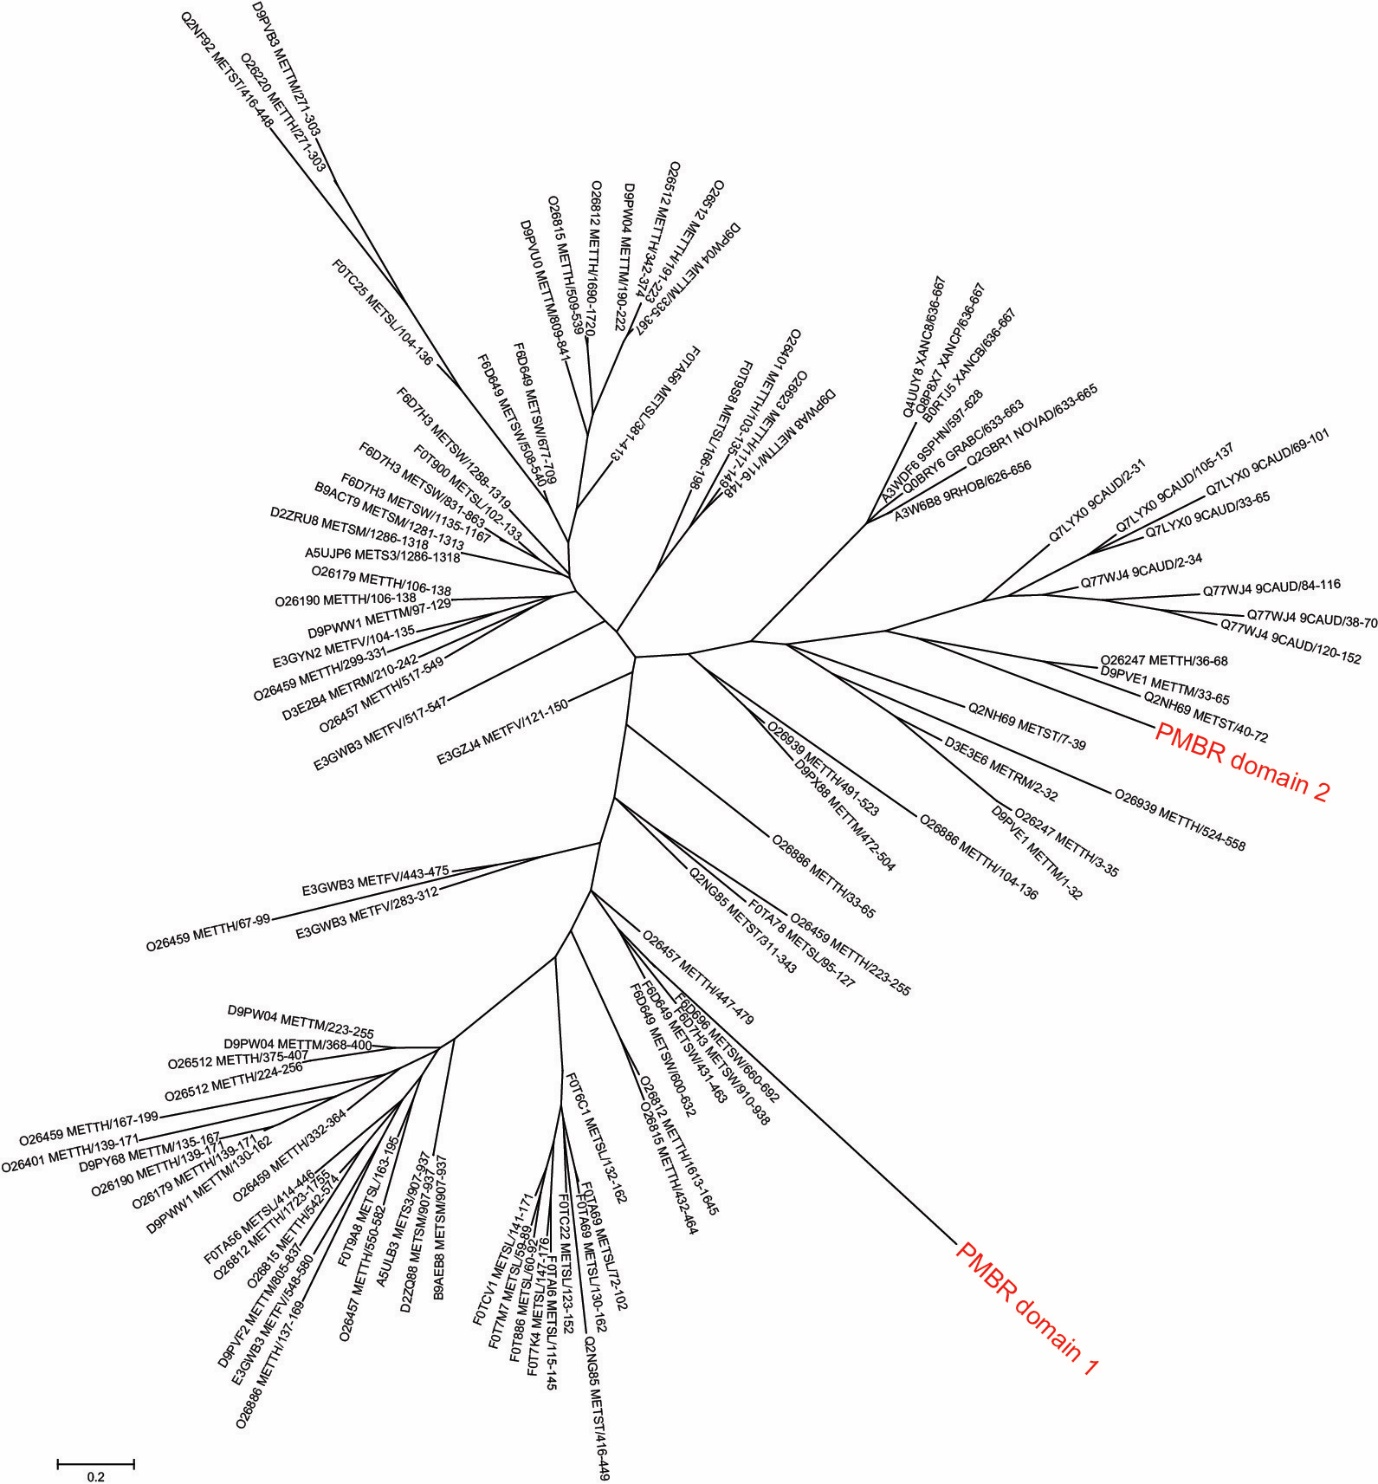 D9PVB3 METTM/271-303
O26220 METTH/271-303
Q2NF92 METST/416-448
F0TC25 METSL/104-136
D9PVU0 METTM/809-841
O26815 METTH/509-539
O26812 METTH/1690-1720
D9PW04 METTM/190-222
O26512 METTH/342-374
O26512 METTH/191-223
D9PW04 METTM/335-367
F0TA56 METSL/381-413
F6D649 METSW/677-709
F6D649 METSW/508-540
F6D7H3 METSW/1288-1319
F0T900 METSL/102-133
F6D7H3 METSW/831-863
F6D7H3 METSW/1135-1167
B9ACT9 METSM/1281-1313
D2ZRU8 METSM/1286-1318
A5UJP6 METS3/1286-1318
O26179 METTH/106-138
O26190 METTH/106-138
D9PWW1 METTM/97-129
E3GYN2 METFV/104-135
O26459 METTH/299-331
D3E2B4 METRM/210-242
O26457 METTH/517-549
E3GWB3 METFV/517-547
E3GZJ4 METFV/121-150
F0T9S8 METSL/166-198
O26401 METTH/103-135
O26623 METTH/117-149
D9PWA8 METTM/116-148
Q4UUY8 XANC8/636-667
Q8P8X7 XANCP/636-667
B0RTJ5 XANCB/636-667
A3WDF6 9SPHN/597-628
Q0BRY6 GRABC/633-663
Q2GBR1 NOVAD/633-665
A3W6B8 9RHOB/626-656
Q7LYX0 9CAUD/2-31
Q7LYX0 9CAUD/105-137
Q7LYX0 9CAUD/69-101
Q7LYX0 9CAUD/33-65
Q77WJ4 9CAUD/2-34
Q77WJ4 9CAUD/84-116
Q77WJ4 9CAUD/38-70
Q77WJ4 9CAUD/120-152
O26247 METTH/36-68
D9PVE1 METTM/33-65
Q2NH69 METST/40-72
PMBR domain 2
Q2NH69 METST/7-39
D3E3E6 METRM/2-32
O26939 METTH/524-558
O26247 METTH/3-35
D9PVE1 METTM/1-32
O26939 METTH/491-523
D9PX88 METTM/472-504
O26886 METTH/104-136
O26886 METTH/33-65
O26459 METTH/223-255
F0TA78 METSL/95-127
Q2NG85 METST/311-343
E3GWB3 METFV/443-475
O26459 METTH/67-99
E3GWB3 METFV/283-312
O26457 METTH/447-479
F6D696 METSW/660-692
F6D7H3 METSW/910-938
F6D649 METSW/431-463
F6D649 METSW/600-632
PMBR domain 1
O26812 METTH/1613-1645
O26815 METTH/432-464
D9PW04 METTM/223-255
D9PW04 METTM/368-400
O26512 METTH/375-407
O26512 METTH/224-256
O26459 METTH/167-199
O26401 METTH/139-171
D9PY68 METTM/135-167
O26190 METTH/139-171
O26179 METTH/139-171
D9PWW1 METTM/130-162
O26459 METTH/332-364
F0TA56 METSL/414-446
O26812 METTH/1723-1755
O26815 METTH/542-574
D9PVF2 METTM/805-837
E3GWB3 METFV/548-580
O26886 METTH/137-169
F0T9A8 METSL/163-195
O26457 METTH/550-582
A5ULB3 METS3/907-937
D2ZQ88 METSM/907-937
B9AEB8 METSM/907-937
F0T6C1 METSL/132-162
F0TCV1 METSL/141-171
F0T7M7 METSL/59-89
F0T886 METSL/60-92
F0T7K4 METSL/147-176
F0TAI6 METSL/115-145
F0TC22 METSL/123-152
F0TA69 METSL/72-102
F0TA69 METSL/130-162
Q2NG85 METST/416-449
0.2